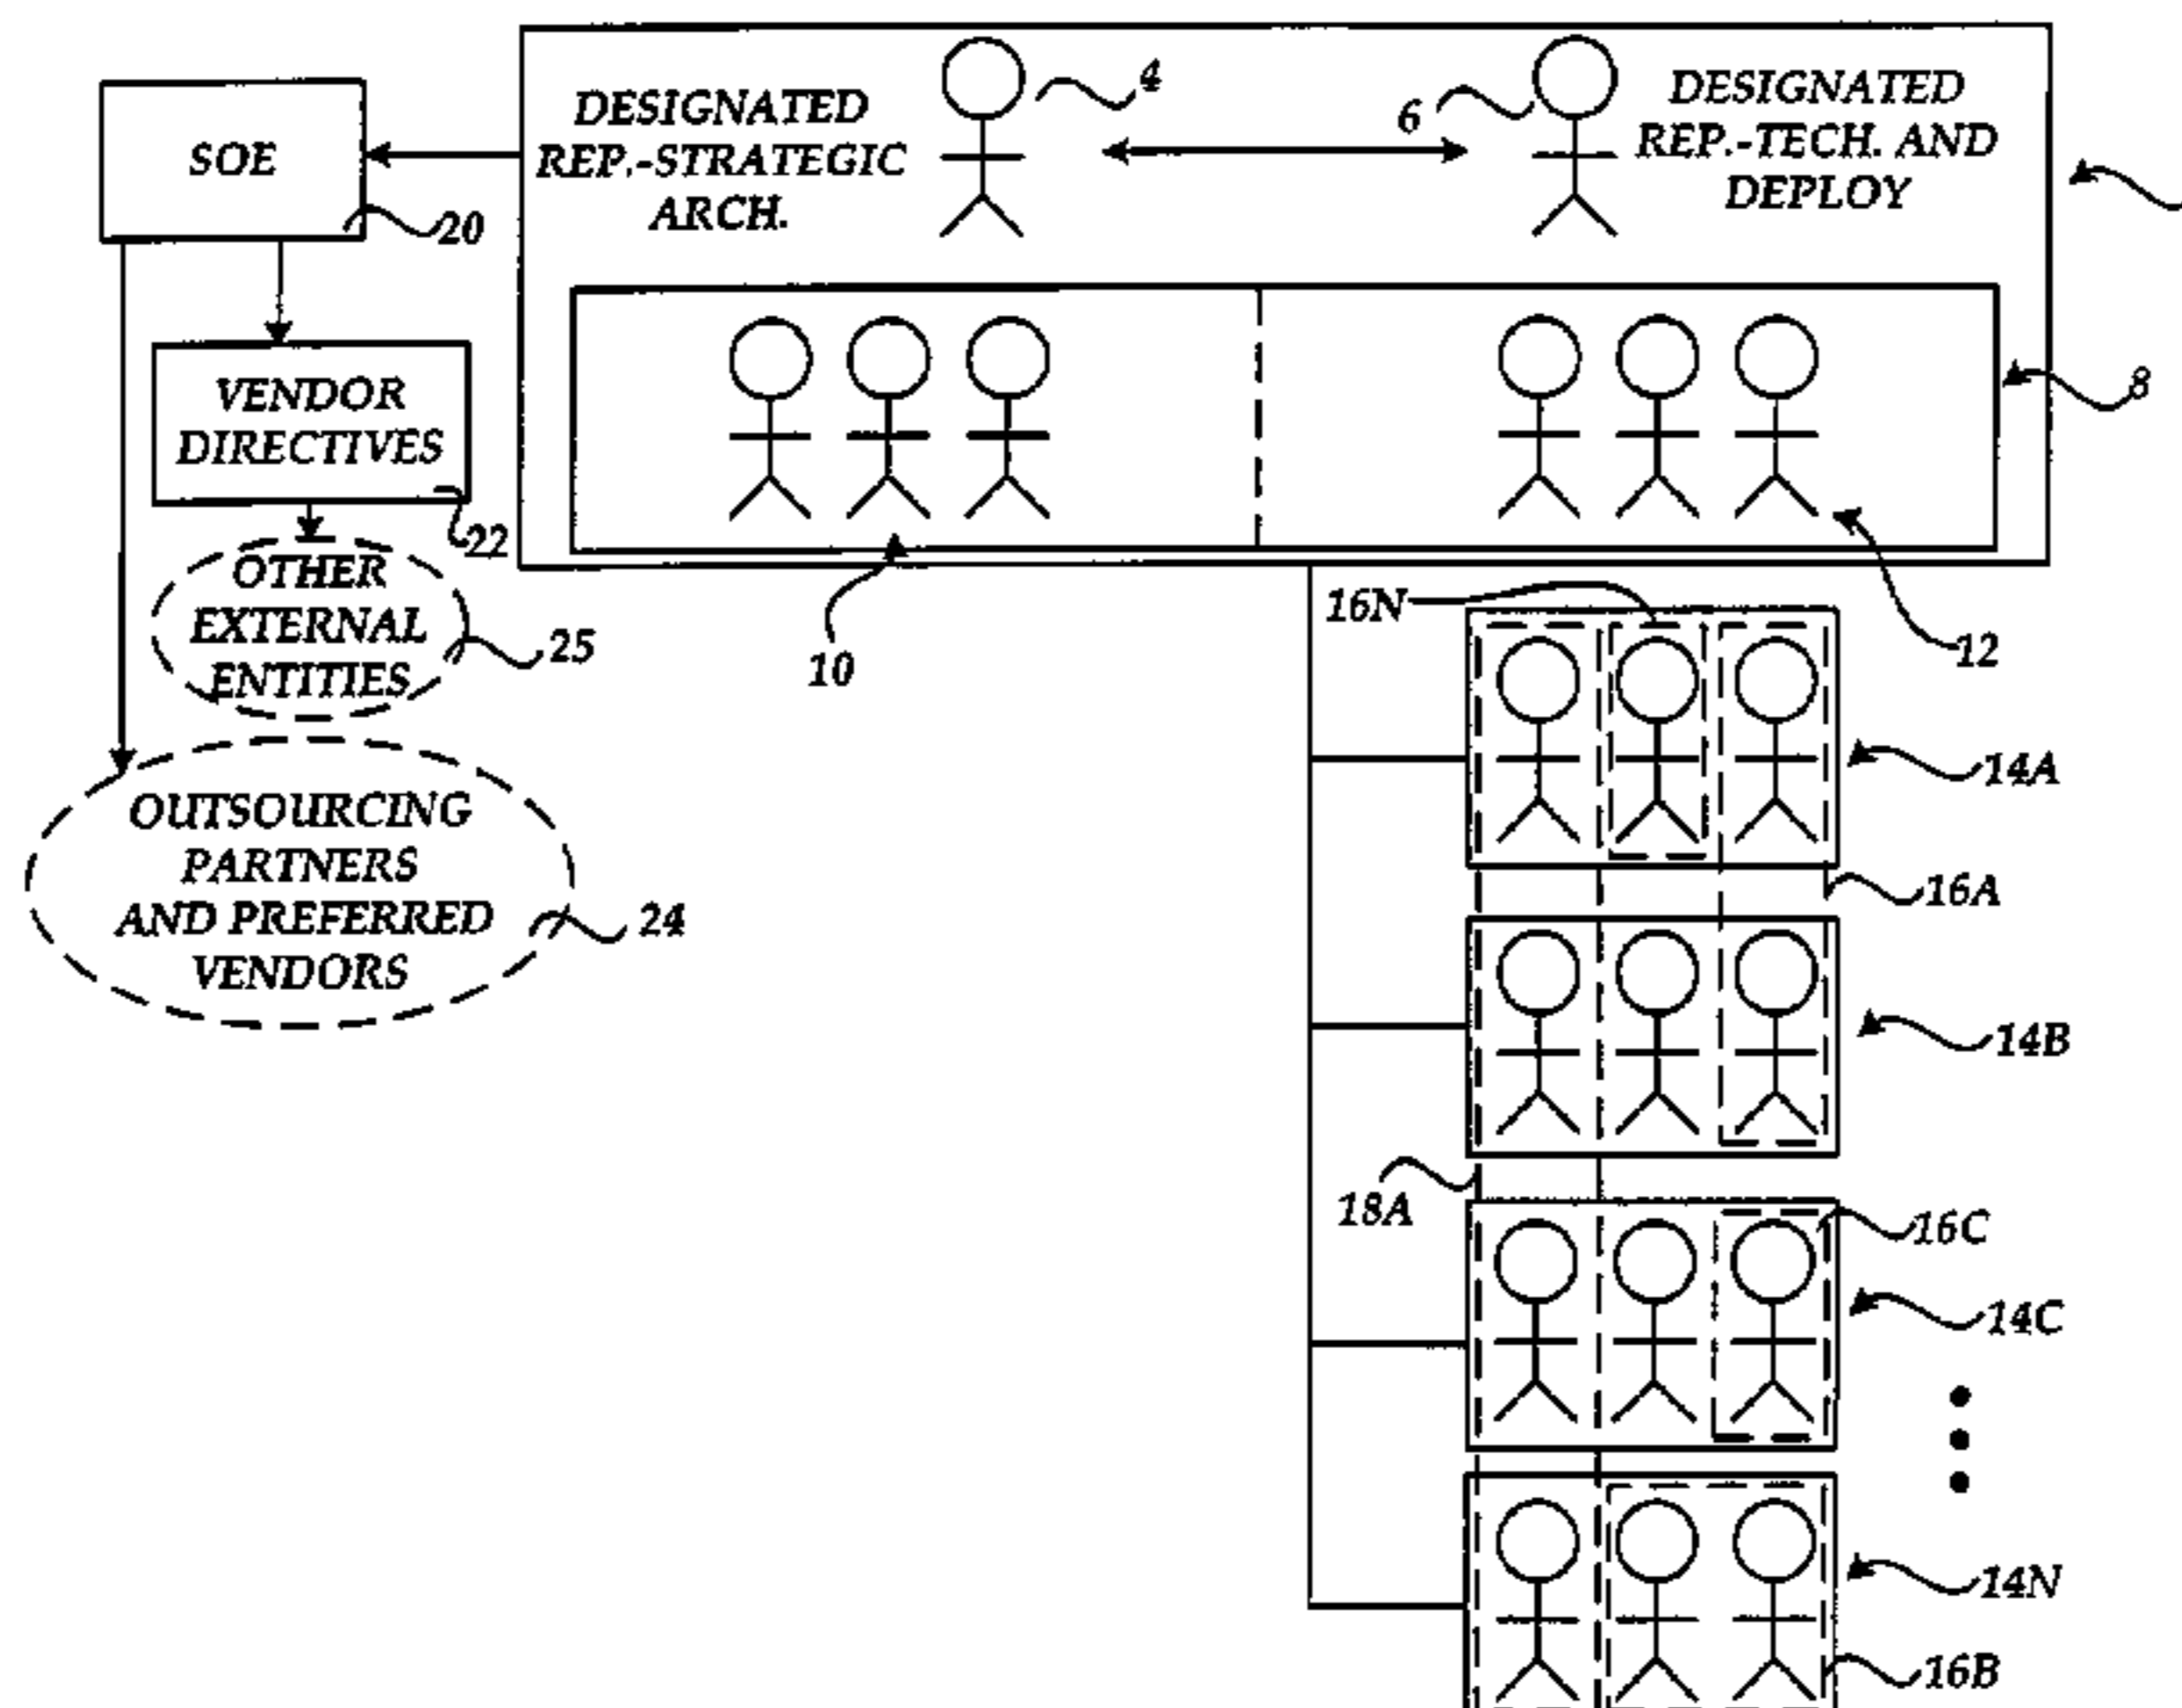 4
DESIGNATED
REP.-STRATEGIC
ARCH.
6
DESIGNATED
REP.-TECH. AND
DEPLOY
SOE
20
VENDOR
DIRECTIVES
22
8
OTHER
EXTERNAL
ENTITIES
25
10
12
16N
14A
16A
OUTSOURCING
PARTNERS
AND PREFERRED
VENDORS
24
14B
18A
16C
14C
14N
16B